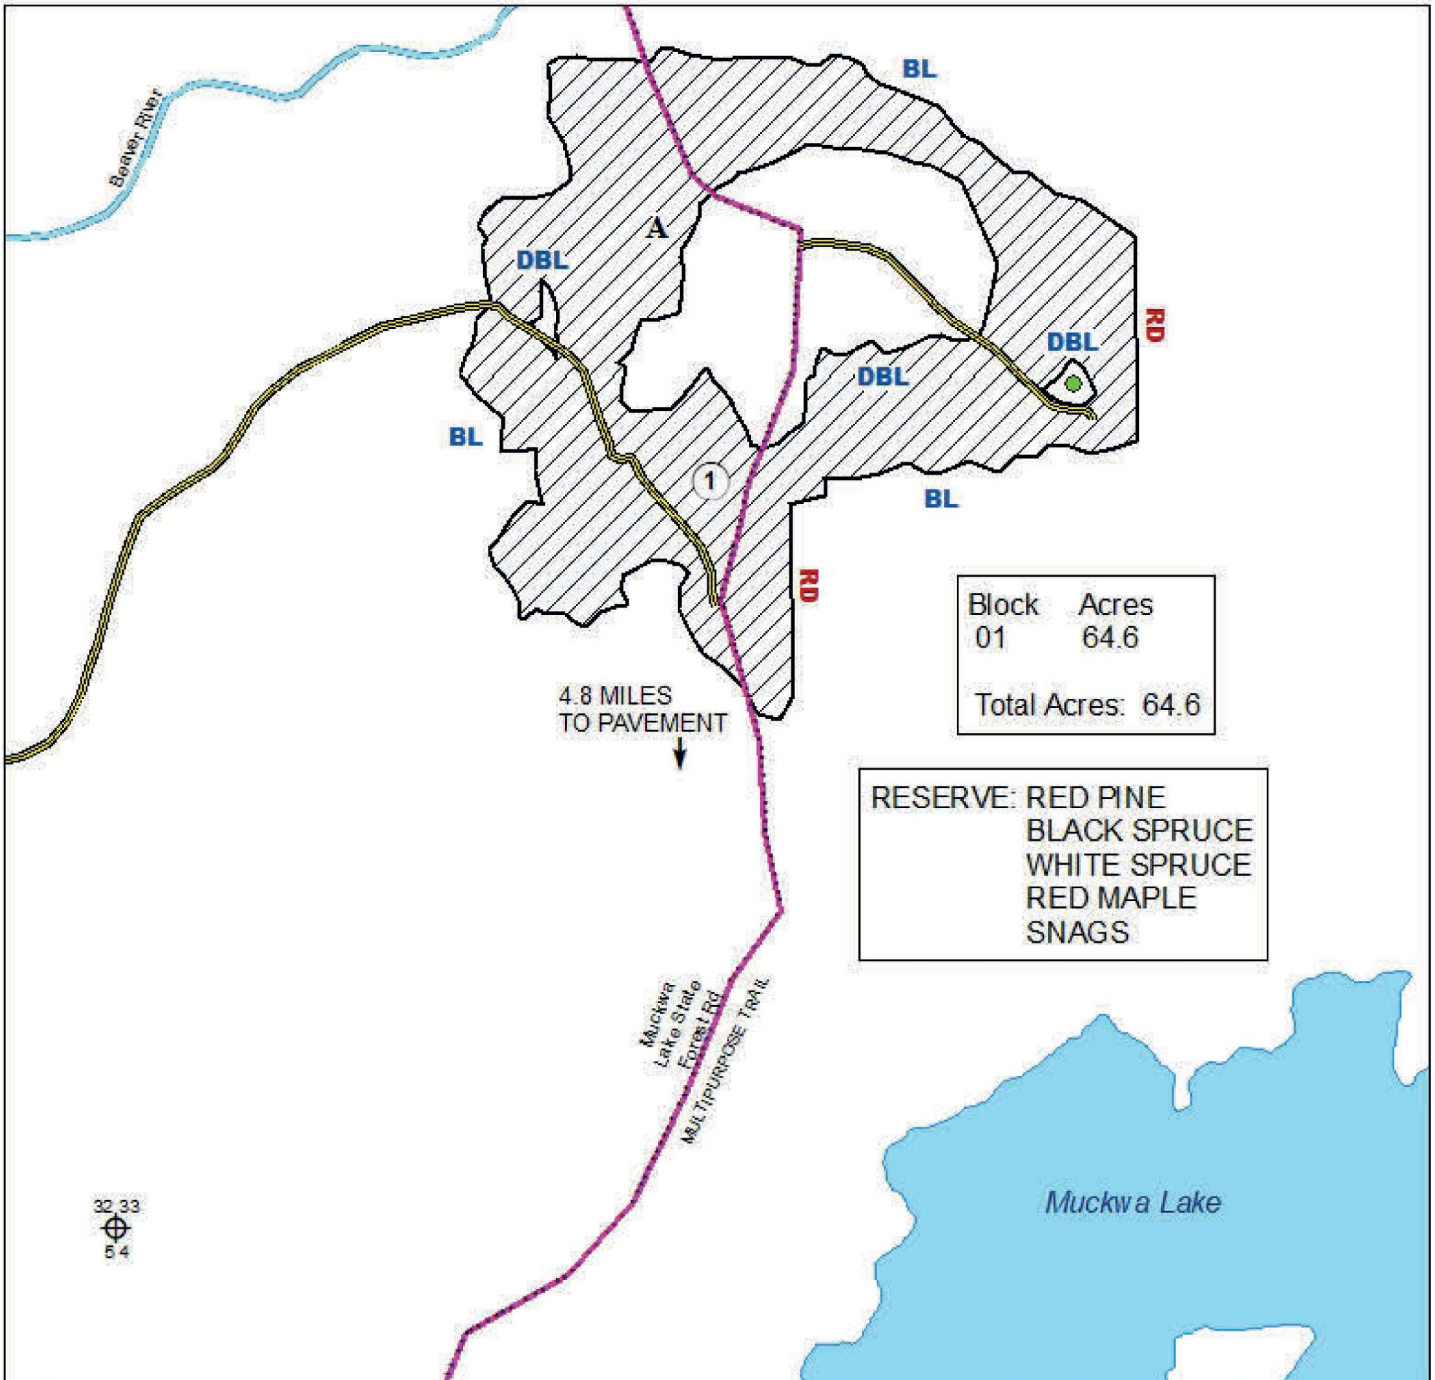 BL
Beaver River
A
DBL
RD
DBL
DBL
BL
1
BL
RD
Block Acres
01 64.6
Total Acres: 64.6
4.8 MILES
TO PAVEMENT
RESERVE: RED PINE
BLACK SPRUCE
WHITE SPRUCE
RED MAPLE
SNAGS
Muckwa
Lake State
Forest Rd
MULTIPURPOSE TRAIL
32 33
5 4
Muckwa Lake